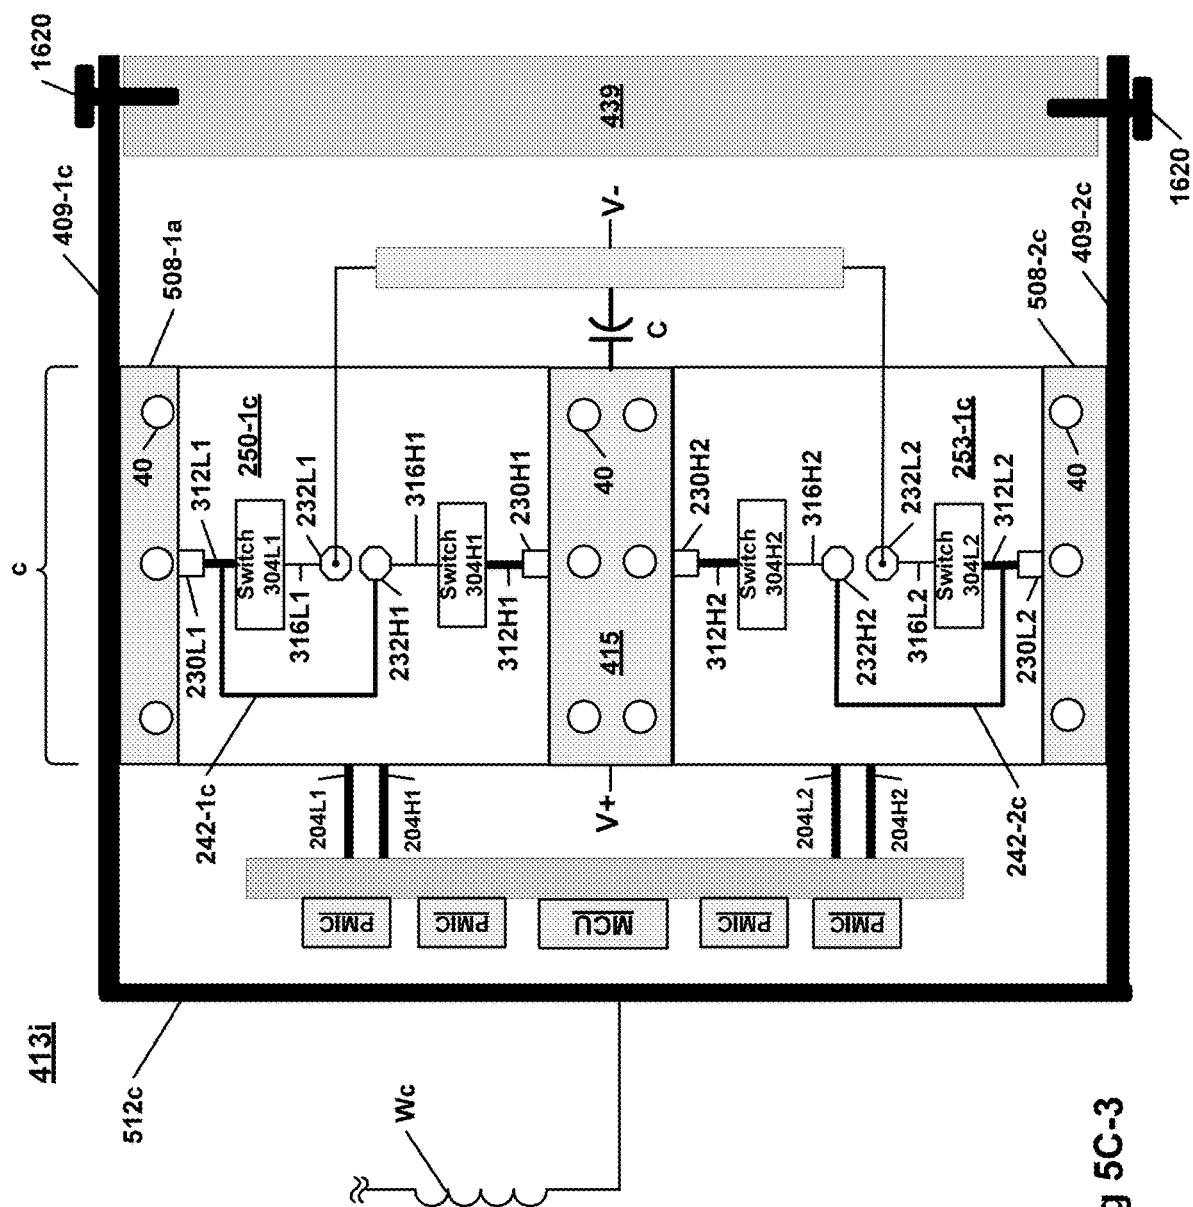 413i
g 5C-3
512c
Wc
c
409-1c
508-1a
1620
439
1620
409-2c
508-2c
V-
C
40
312L1
250-1c
232L1
316H1
230H1
40
230H2
316H2
232L2
253-1c
312L2
40
Switch
304L1
Switch
304H1
Switch
304H2
Switch
304L2
230L1
316L1
232H1
312H1
415
312H2
232H2
316L2
230L2
242-1c
204L1
204H1
V+
204L2
204H2
242-2c
PMIC
PMIC
MCU
PMIC
PMIC